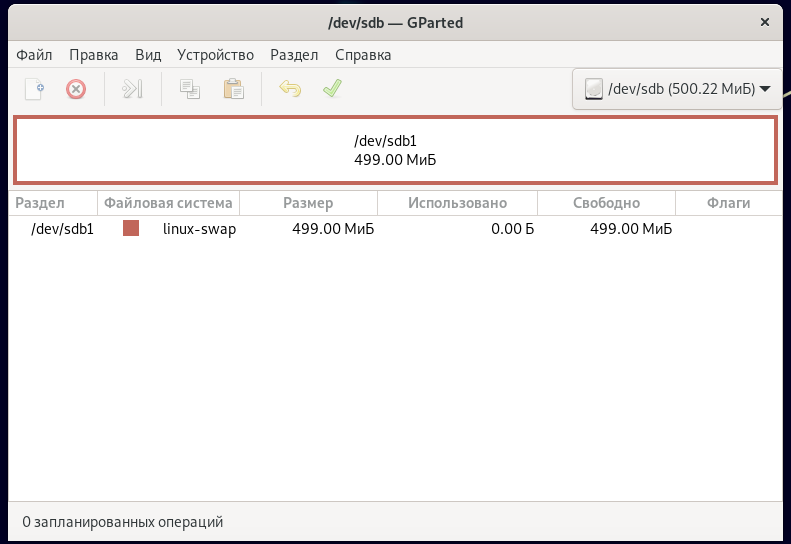 /dev/sdb — GParted
Файл Правка Вид Устройство Раздел Справка
/dev/sdb (500.22 МиБ)
/dev/sdb1
499.00 МиБ
Раздел Файловая система Размер Использовано Свободно Флаги
/dev/sdb1 linux-swap 499.00 МиБ 0.00 Б 499.00 МиБ
0 запланированных операций